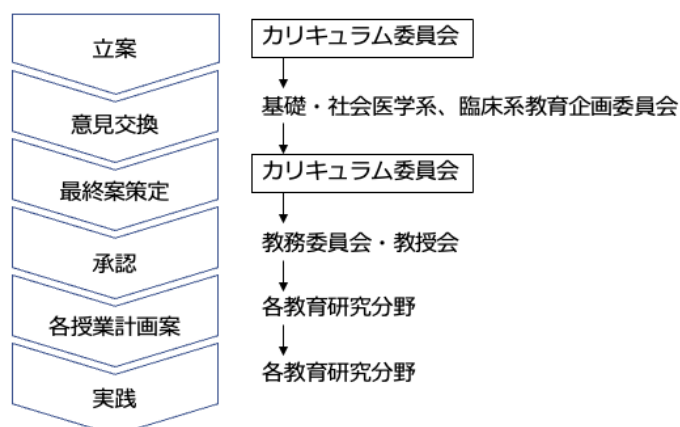 立案
カリキュラム委員会
意見交換
基礎・社会医学系、臨床系教育企画委員会
最終案策定
カリキュラム委員会
承認
教務委員会・教授会
各授業計画案
各教育研究分野
実践
各教育研究分野